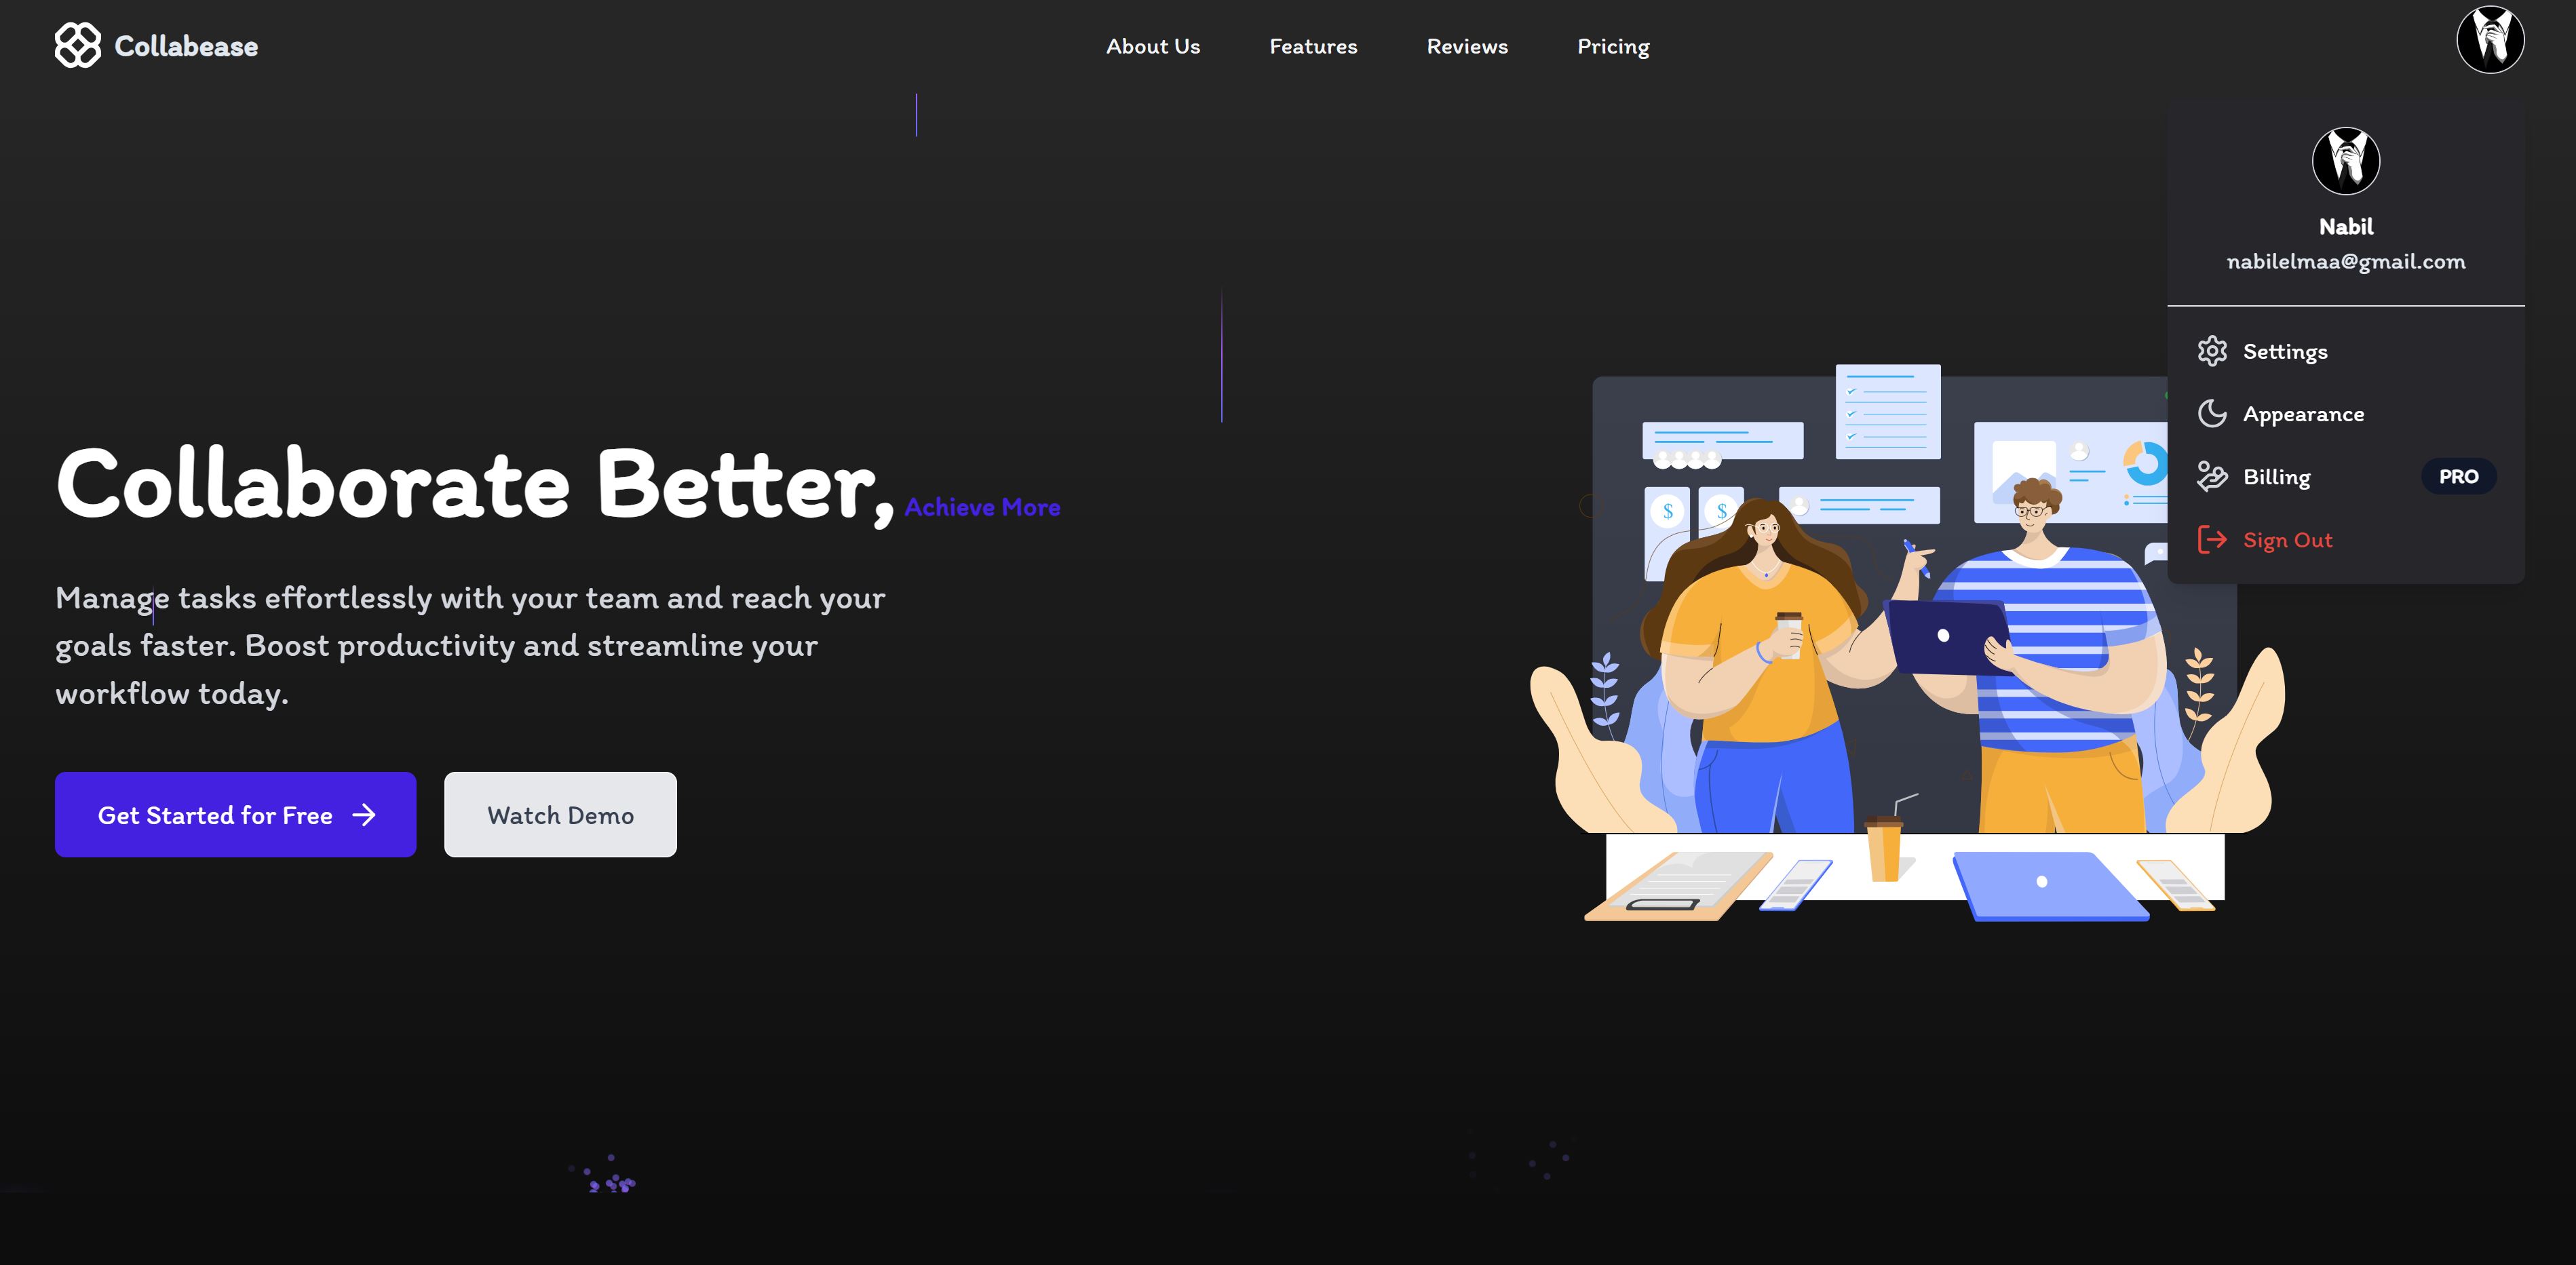 Collabease
About Us
Features
Reviews
Pricing
Nabil
nabilelmaa@gmail.com
Settings
Appearance
Billing
PRO
Sign Out
Collaborate Better, Achieve More
Manage tasks effortlessly with your team and reach your
goals faster. Boost productivity and streamline your
workflow today.
Get Started for Free
Watch Demo
$
$